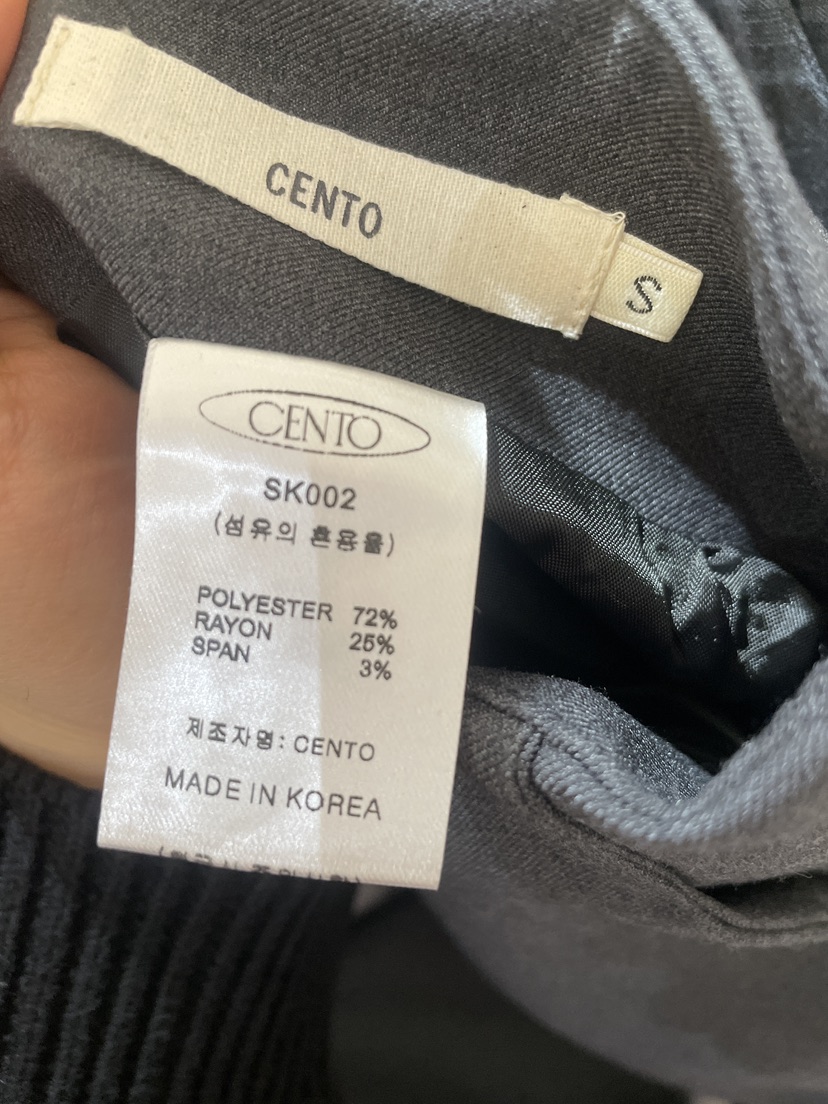 CENTO
S
CENTO
SK002
(섬유의 혼용율)
POLYESTER 72%
RAYON 25%
SPAN 3%
제조자명: CENTO
MADE IN KOREA